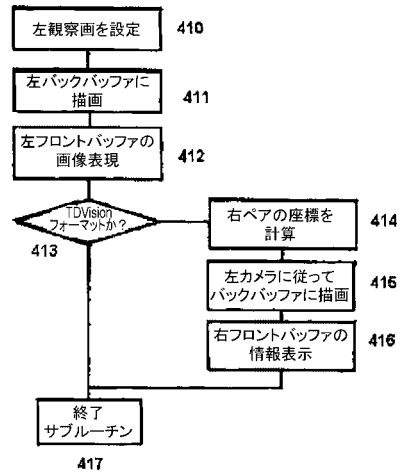 左観察画を設定
410
左バックバッファに
描画
411
左フロントバッファの
画像表現
412
TDVision
フォーマットか？
413
右ペアの座標を
計算
414
左カメラに従って
バックバッファに描画
415
右フロントバッファの
情報表示
416
終了
サブルーチン
417